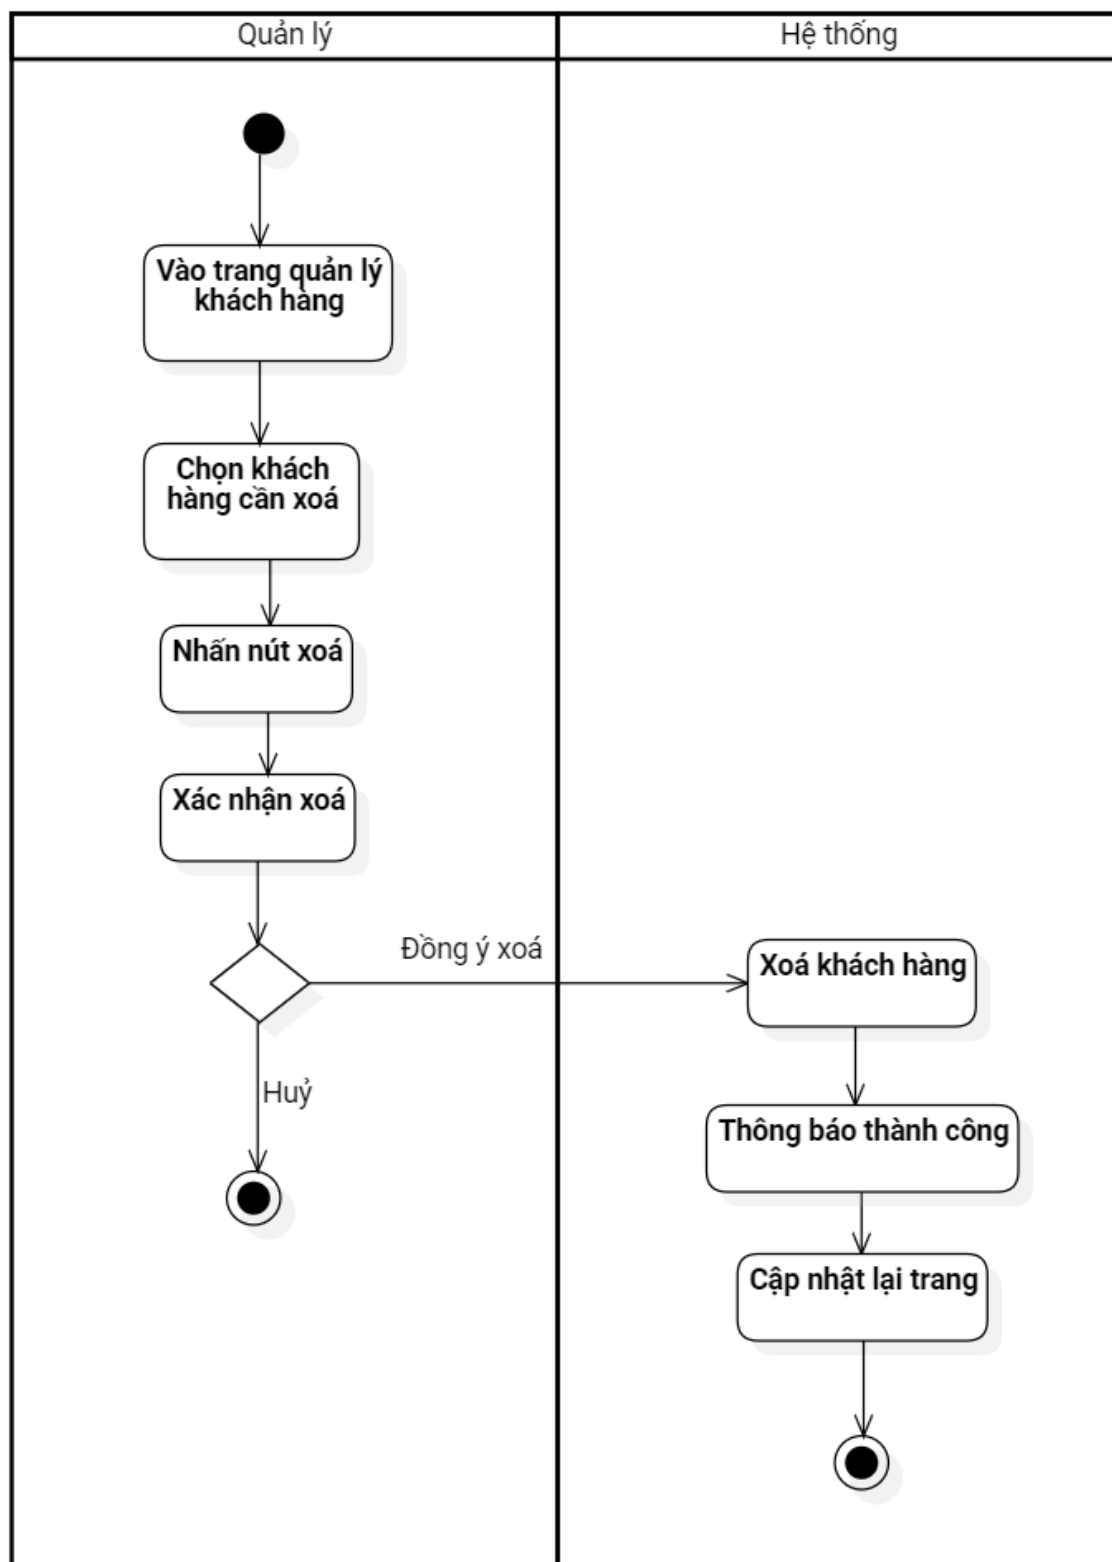 Quản lý
Hệ thống
Vào trang quản lý
khách hàng
Chọn khách
hàng cần xoá
Nhấn nút xoá
Xác nhận xoá
Đồng ý xoá
Xoá khách hàng
Huỷ
Thông báo thành công
Cập nhật lại trang